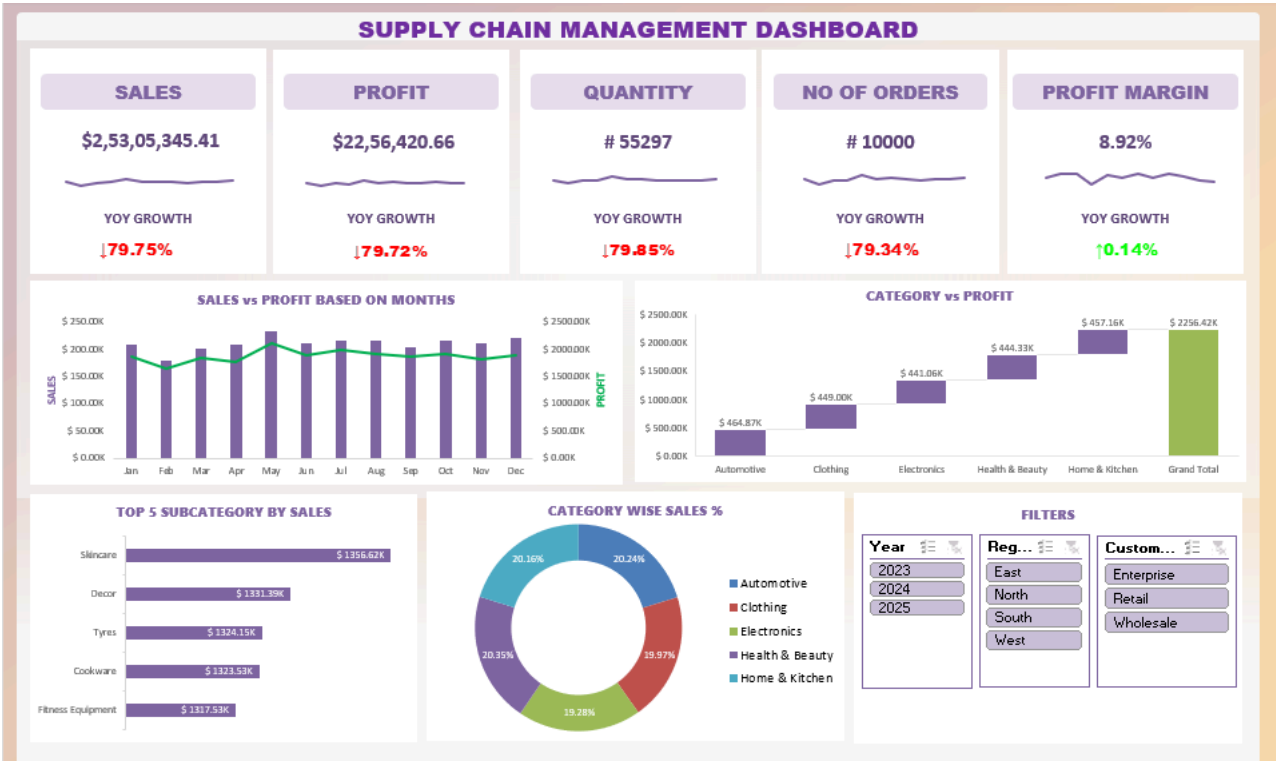 SUPPLY CHAIN MANAGEMENT DASHBOARD
SALES
$2,53,05,345.41
YOY GROWTH
↓79.75%
PROFIT
$22,56,420.66
YOY GROWTH
↓79.72%
QUANTITY
# 55297
YOY GROWTH
↓79.85%
NO OF ORDERS
# 10000
YOY GROWTH
↓79.34%
PROFIT MARGIN
8.92%
YOY GROWTH
↑0.14%
SALES vs PROFIT BASED ON MONTHS
SALES
$ 250.00K
$ 200.00K
$ 150.00K
$ 100.00K
$ 50.00K
$ 0.00K
Jan Feb Mar Apr May Jun Jul Aug Sep Oct Nov Dec
$ 2500.00K
$ 2000.00K
$ 1500.00K
$ 1000.00K
$ 500.00K
$ 0.00K
PROFIT
CATEGORY vs PROFIT
$ 2500.00K
$ 2000.00K
$ 1500.00K
$ 1000.00K
$ 500.00K
$ 0.00K
$ 464.87K
$ 449.00K
$ 441.06K
$ 444.33K
$ 457.16K
$ 2256.42K
Automotive Clothing Electronics Health & Beauty Home & Kitchen Grand Total
TOP 5 SUBCATEGORY BY SALES
Skincare $ 1356.62K
Decor $ 1331.39K
Tyres $ 1324.15K
Cookware $ 1323.53K
Fitness Equipment $ 1317.53K
CATEGORY WISE SALES %
20.16% 20.24%
20.35% 19.97%
19.28%
Automotive
Clothing
Electronics
Health & Beauty
Home & Kitchen
FILTERS
Year
2023
2024
2025
Reg...
East
North
South
West
Custom...
Enterprise
Retail
Wholesale